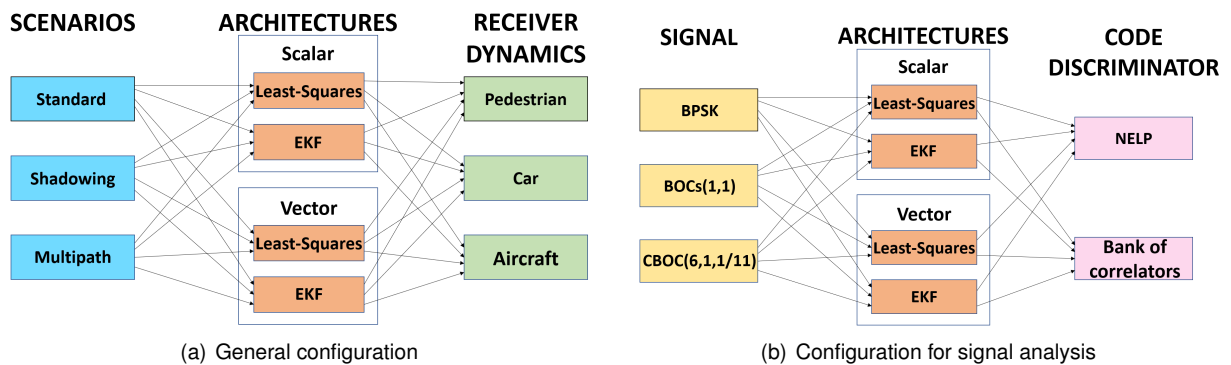 SCENARIOS
ARCHITECTURES
RECEIVER
DYNAMICS
Standard
Shadowing
Multipath
Scalar
Least-Squares
EKF
Vector
Least-Squares
EKF
Pedestrian
Car
Aircraft
(a) General configuration
SIGNAL
ARCHITECTURES
CODE
DISCRIMINATOR
BPSK
BOCs(1,1)
CBOC(6,1,1/11)
Scalar
Least-Squares
EKF
Vector
Least-Squares
EKF
NELP
Bank of
correlators
(b) Configuration for signal analysis